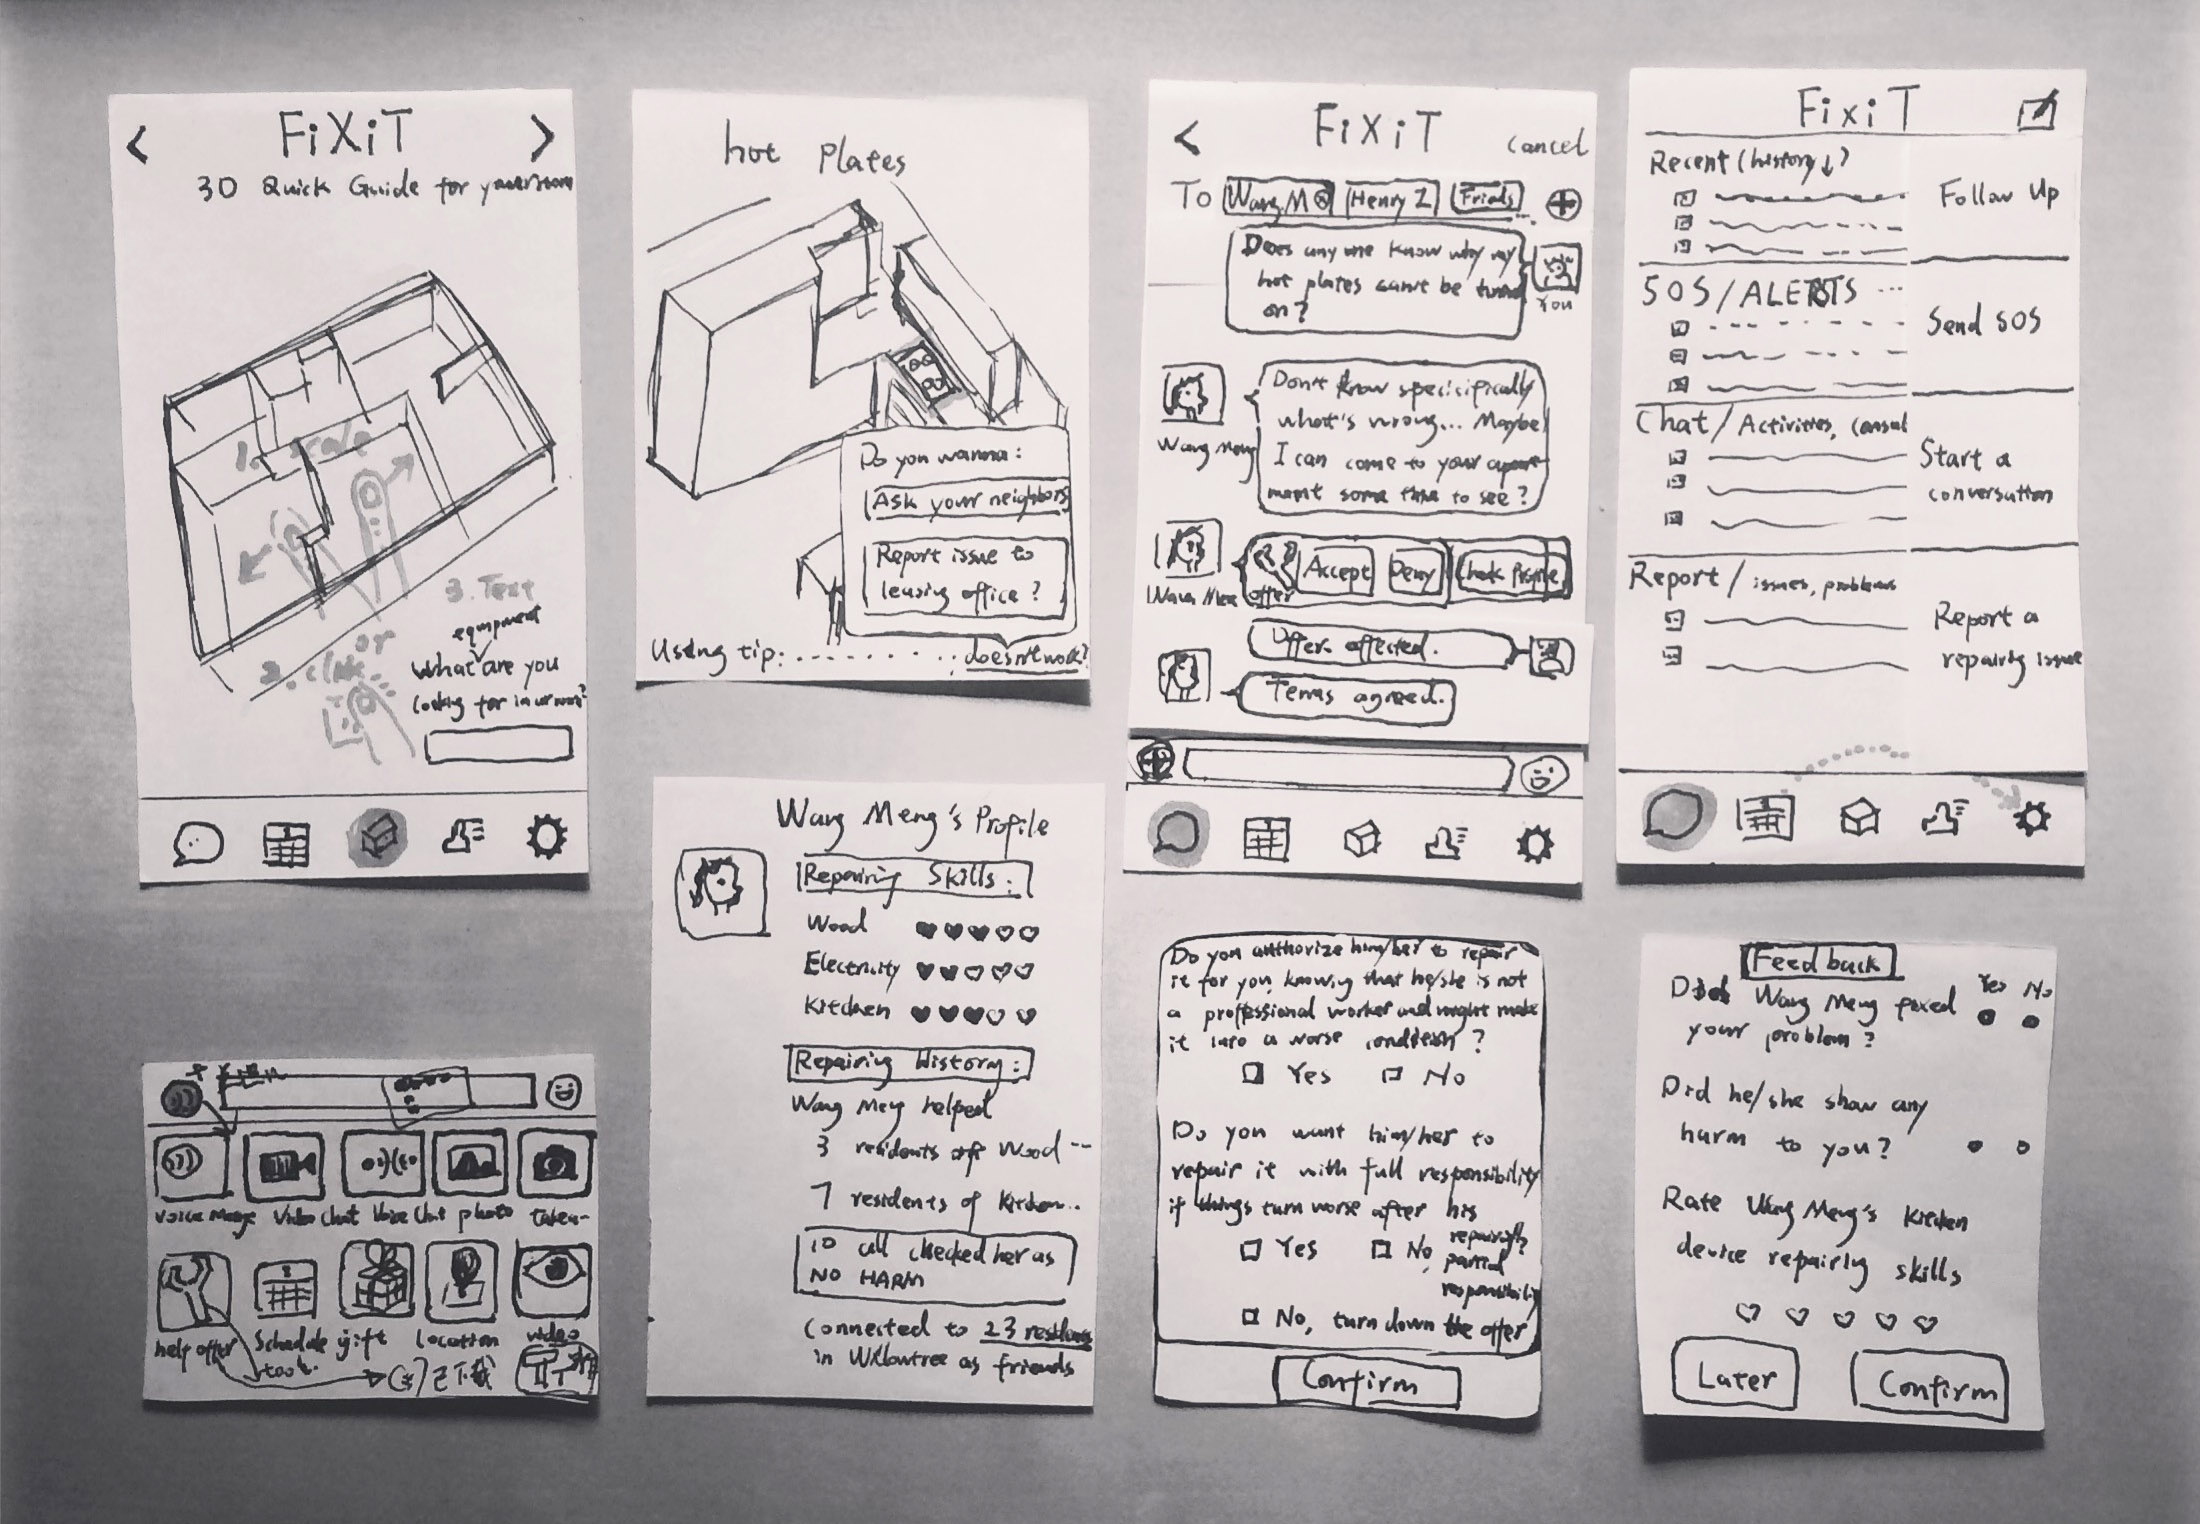 FiXiT
3D Quick Guide for your room
1. Scale
or
2. click
3. Text
equipment
what are you
looking for in ur room?
hot plates
Do you wanna:
Ask your neighbors
Report issue to
leasing office?
Using tip: . . . . . . . . doesn't work?
FiXiT
cancel
To Wang.M Henry Z Frinds
Does any one know why my
hot plates can't be turned
on?
You
Don't know specicifically
what's wrong... Maybe
I can come to your apart-
ment some time to see?
Wang Meng
Accept Deny Check Profile
offer
Offer affected.
Terms agreed.
FixiT
Recent (history↓)
Follow Up
SOS/ALERTS ...
Send SOS
Chat/Activities, Consul
Start a
conversation
Report/issues, problems
Report a
repairing issue
voice Message Video chat Voice Chat photo take..
help offer Schedule gift location video
tools.
Wang Meng's Profile
Repairing Skills:
Wood
Electricity
Kitchen
Repairing History:
Wang Meng helped
3 residents of wood --
7 residents of kitchen..
10 all checked her as
NO HARM
Connected to 23 residents
in Willowtree as friends
Do you authorize him/her to repair
it for you, knowing that he/she is not
a proffessional worker and might make
it into a worse condition?
Yes No
Do you want him/her to
repair it with full responsibility
if things turn worse after his
repairing?
Yes No,
partial
responsibility
No, turn down the offer
Confirm
Feedback
Yes No
Did Wang Meng fixed
your problem?
Did he/she show any
harm to you?
Rate Wang Meng's Kitchen
device repairing skills
Later Confirm